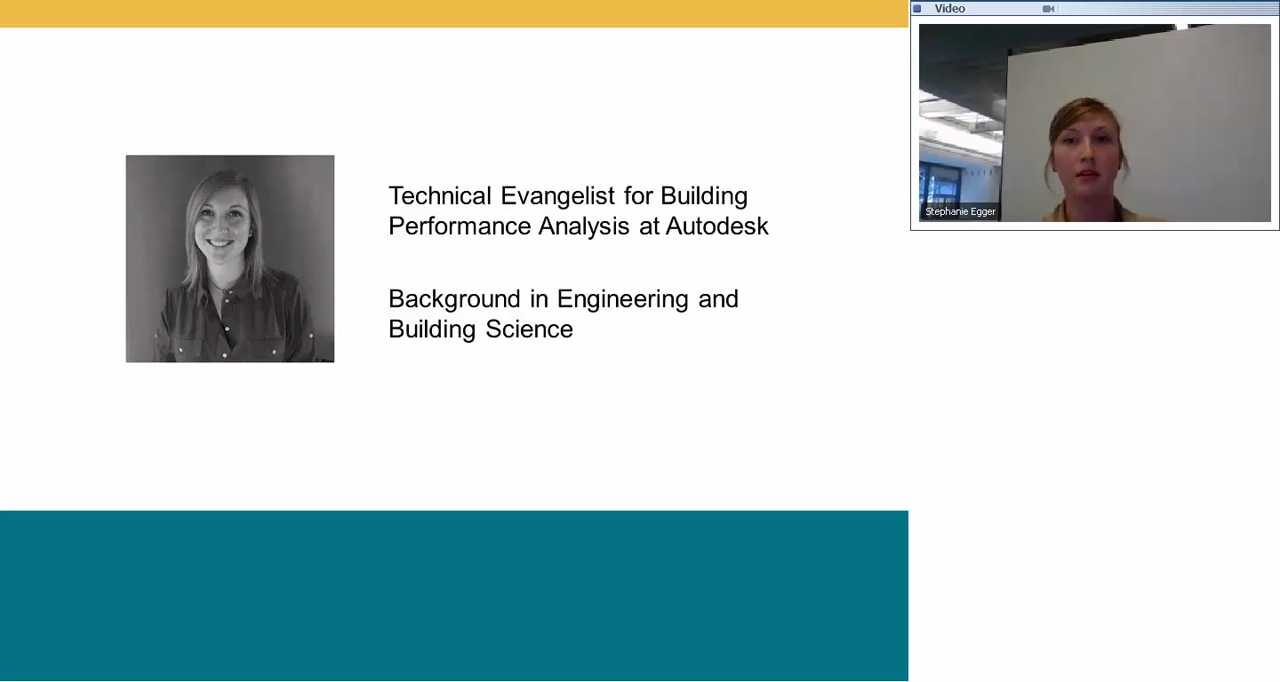 Video
Technical Evangelist for Building
Performance Analysis at Autodesk
Background in Engineering and
Building Science
Stephanie Egger